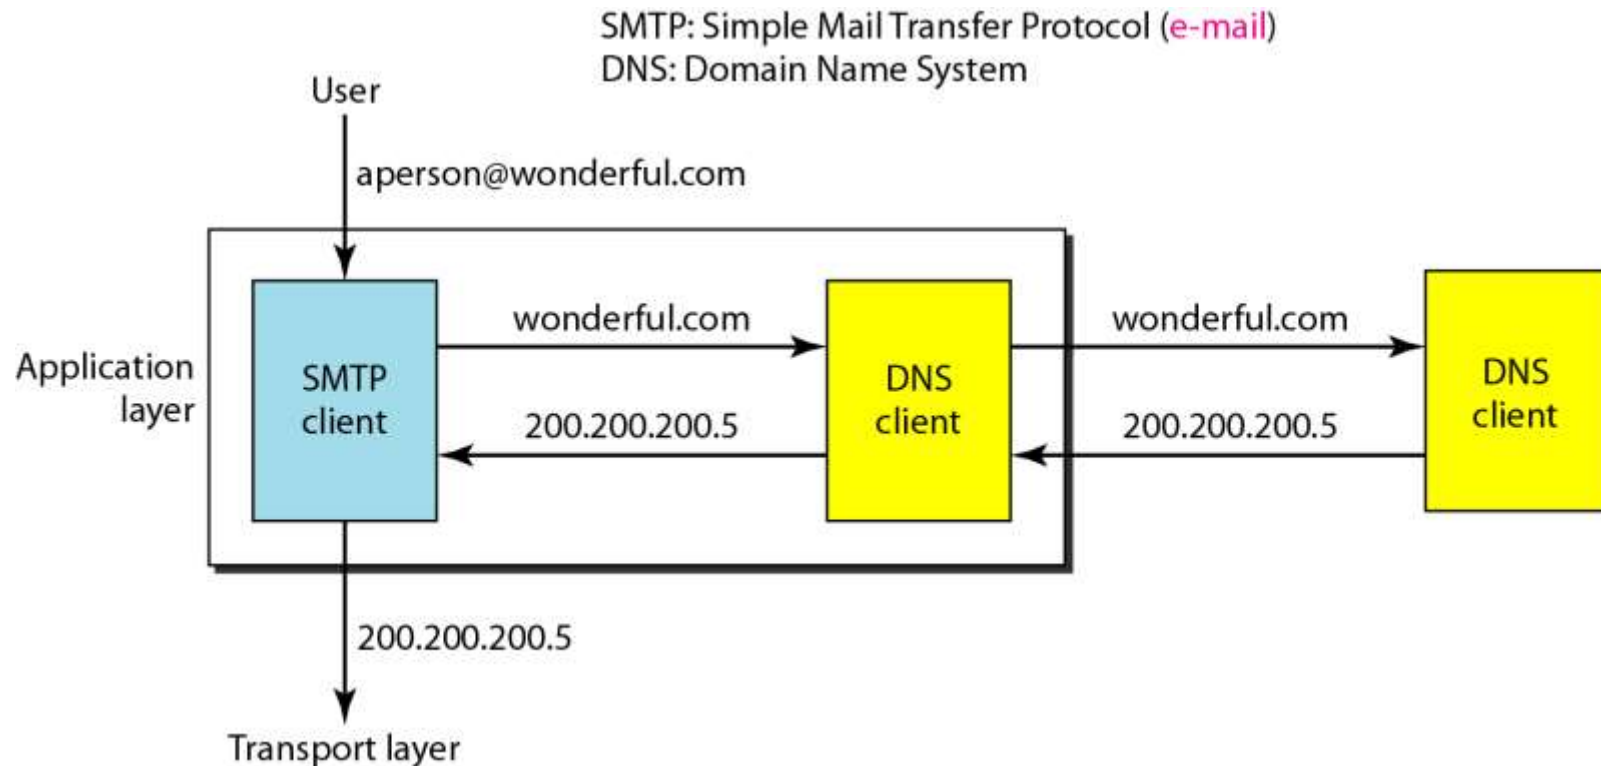 SMTP: Simple Mail Transfer Protocol (e-mail)
DNS: Domain Name System
User
aperson@wonderful.com
Application
layer
SMTP
client
wonderful.com
200.200.200.5
DNS
client
wonderful.com
200.200.200.5
DNS
client
200.200.200.5
Transport layer